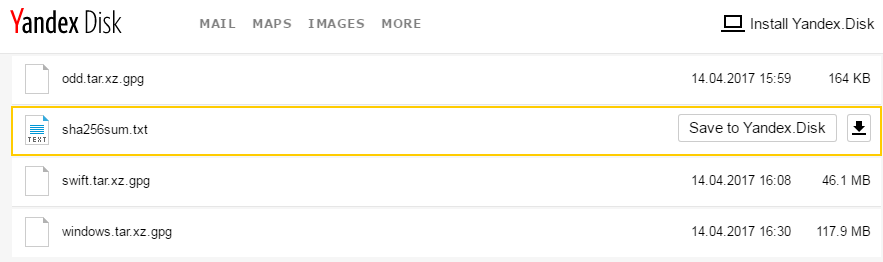 Yandex Disk MAIL MAPS IMAGES MORE Install Yandex.Disk
odd.tar.xz.gpg 14.04.2017 15:59 164 KB
TEXT sha256sum.txt Save to Yandex.Disk
swift.tar.xz.gpg 14.04.2017 16:08 46.1 MB
windows.tar.xz.gpg 14.04.2017 16:30 117.9 MB